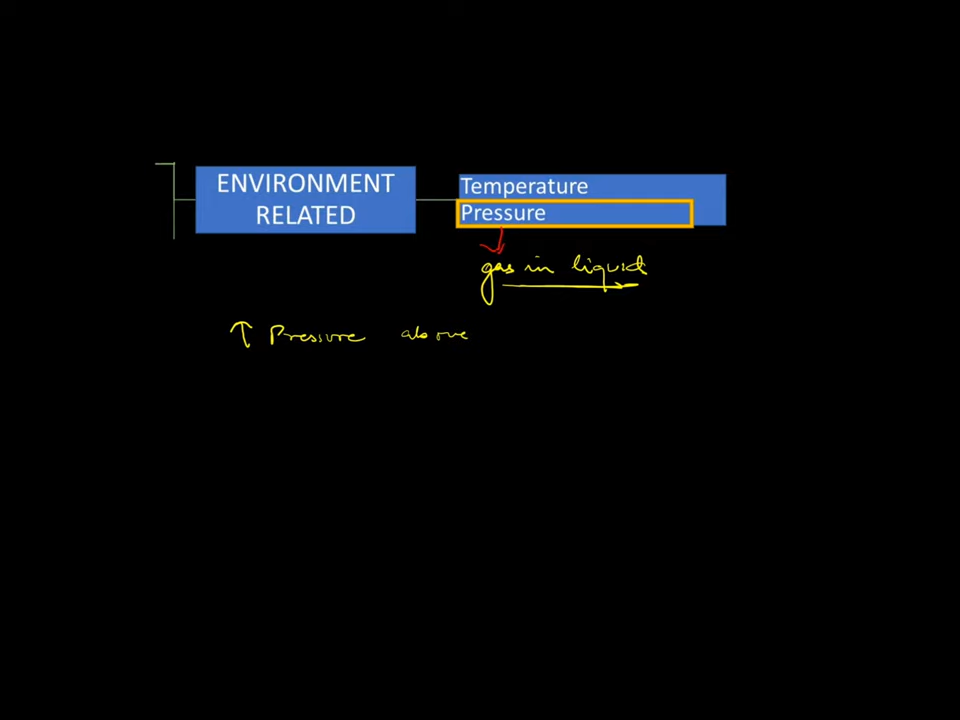 ENVIRONMENT
RELATED
Temperature
Pressure
gas in liquid
↑ Pressure above